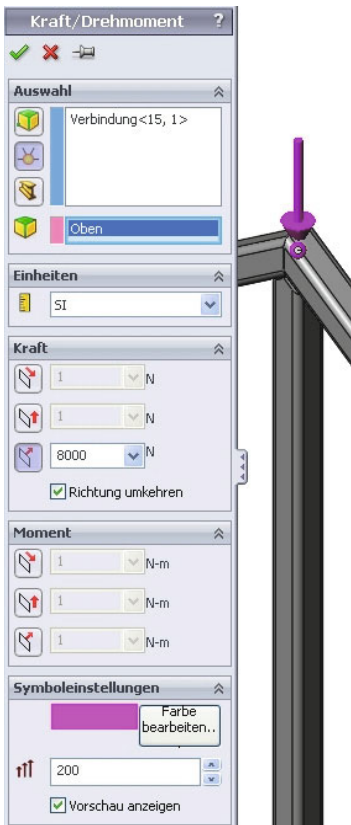 Kraft/Drehmoment ?
Auswahl
Verbindung<15, 1>
Oben
Einheiten
SI
Kraft
1 N
1 N
8000 N
Richtung umkehren
Moment
1 N-m
1 N-m
1 N-m
Symboleinstellungen
Farbe
bearbeiten..
200
Vorschau anzeigen